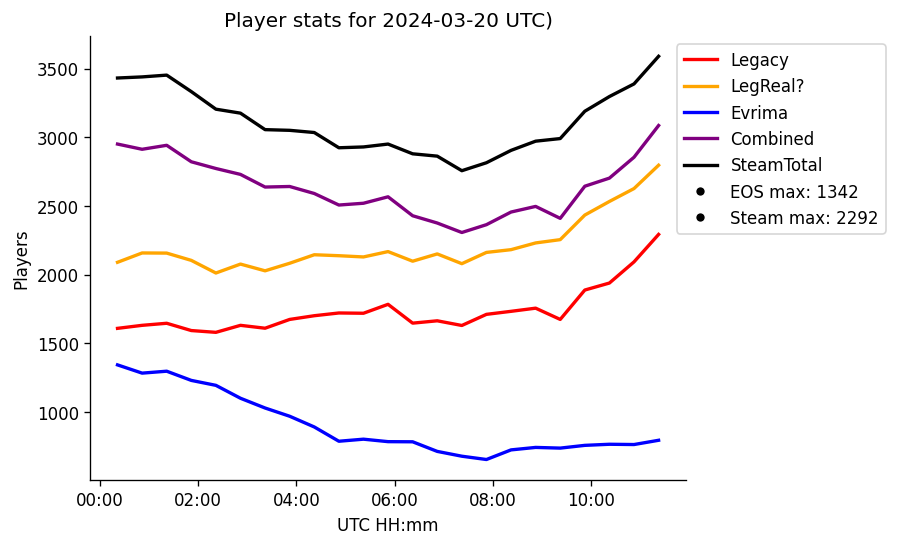 Player stats for 2024-03-20 UTC)
Legacy
LegReal?
Evrima
Combined
SteamTotal
EOS max: 1342
Steam max: 2292
Players
3500
3000
2500
2000
1500
1000
00:00 02:00 04:00 06:00 08:00 10:00
UTC HH:mm